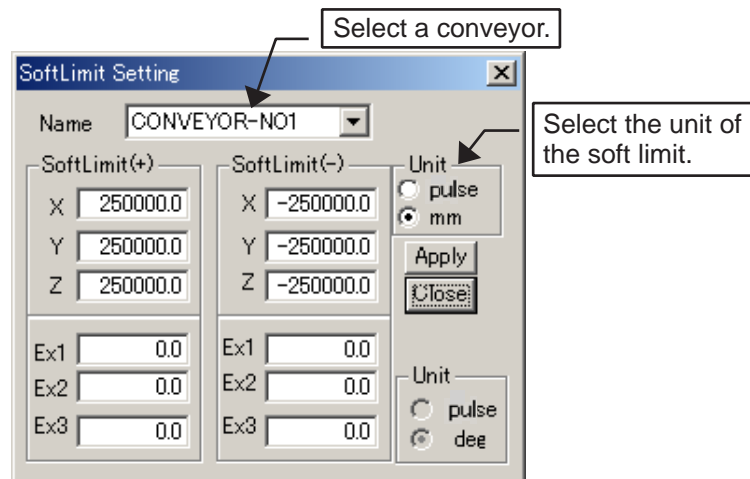 Select a conveyor.
SoftLimit Setting
Name CONVEYOR-NO1
Select the unit of
the soft limit.
SoftLimit(+) SoftLimit(-) Unit
X 250000.0 X -250000.0 pulse
mm
Y 250000.0 Y -250000.0 Apply
Z 250000.0 Z -250000.0 Close
Ex1 0.0 Ex1 0.0
Ex2 0.0 Ex2 0.0 Unit
pulse
Ex3 0.0 Ex3 0.0 deg